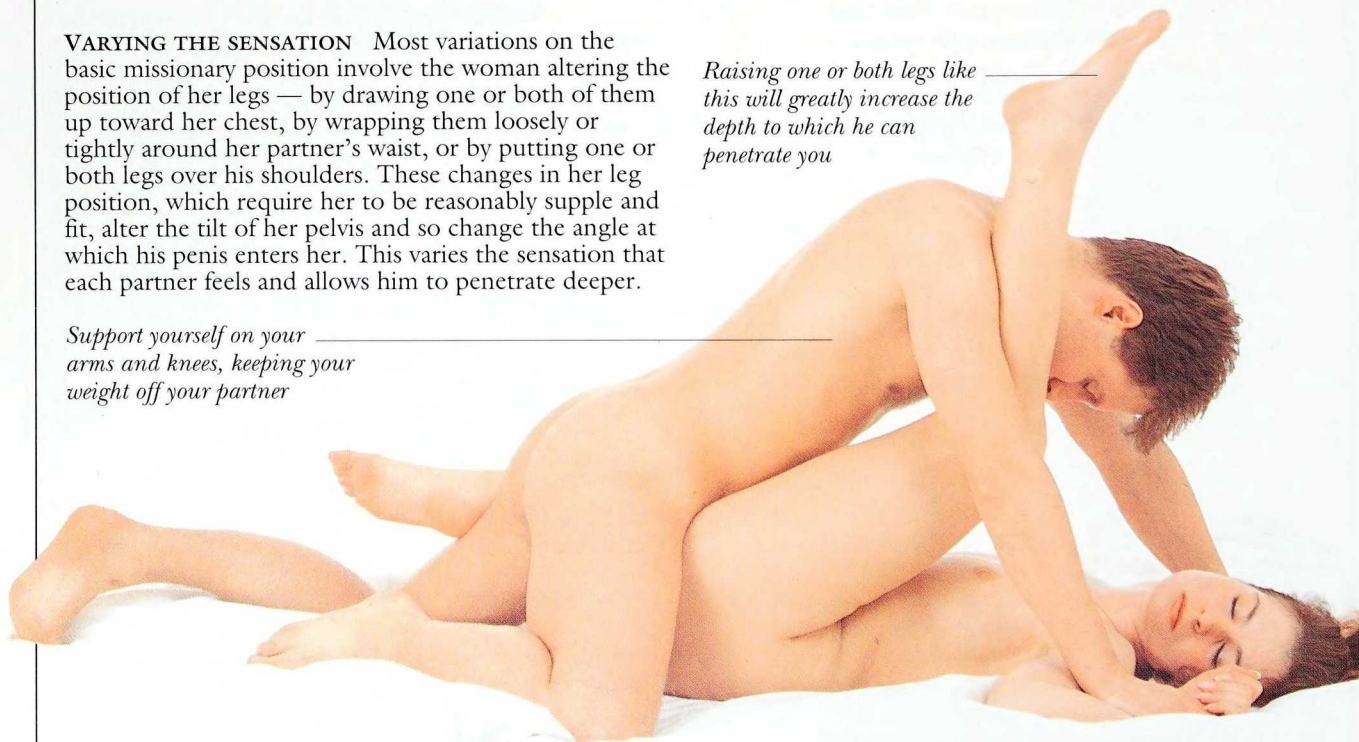 VARYING THE SENSATION Most variations on the
basic missionary position involve the woman altering the
position of her legs — by drawing one or both of them
up toward her chest, by wrapping them loosely or
tightly around her partner's waist, or by putting one or
both legs over his shoulders. These changes in her leg
position, which require her to be reasonably supple and
fit, alter the tilt of her pelvis and so change the angle at
which his penis enters her. This varies the sensation that
each partner feels and allows him to penetrate deeper.
Raising one or both legs like
this will greatly increase the
depth to which he can
penetrate you
Support yourself on your
arms and knees, keeping your
weight off your partner